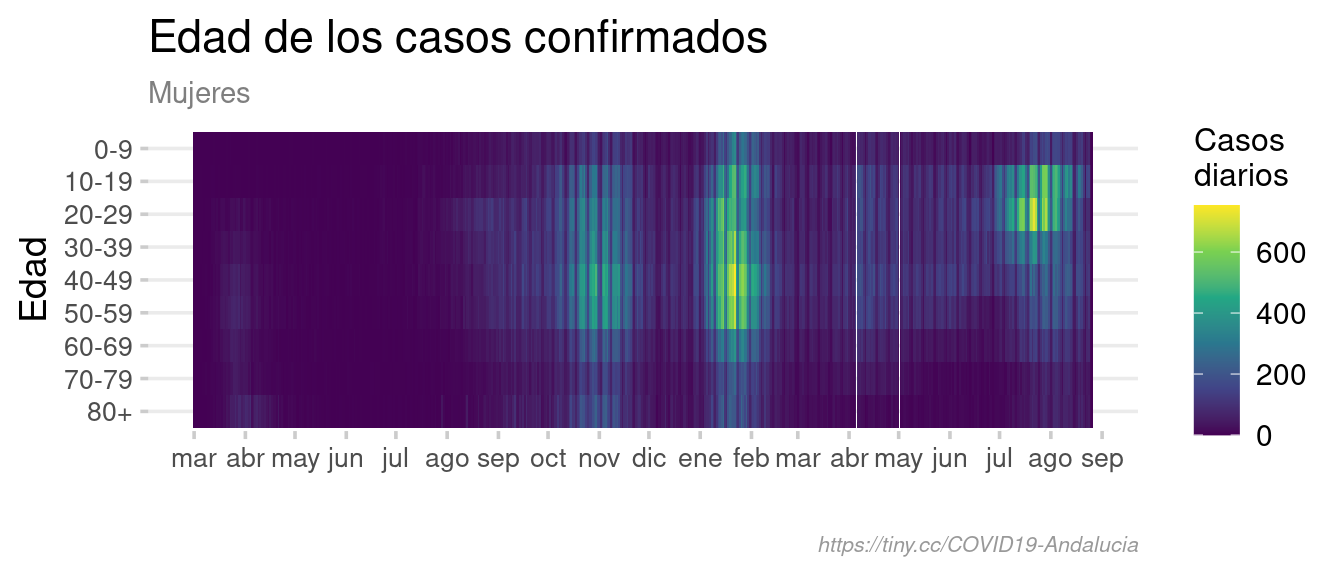 Edad de los casos confirmados
Mujeres
Edad
0-9
10-19
20-29
30-39
40-49
50-59
60-69
70-79
80+
mar abr may jun jul ago sep oct nov dic ene feb mar abr may jun jul ago sep
Casos
diarios
600
400
200
0
https://tiny.cc/COVID19-Andalucia